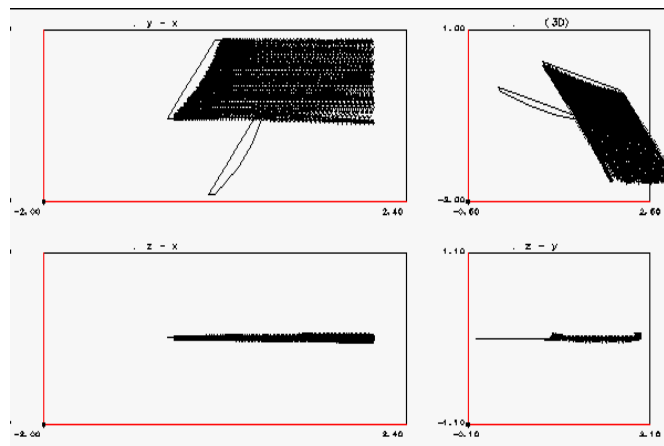 . y - x
. (3D)
1.00
-2.00
2.40
-0.60
2.60
. z - x
. z - y
1.10
-2.00
2.40
-1.10
-0.10
2.10